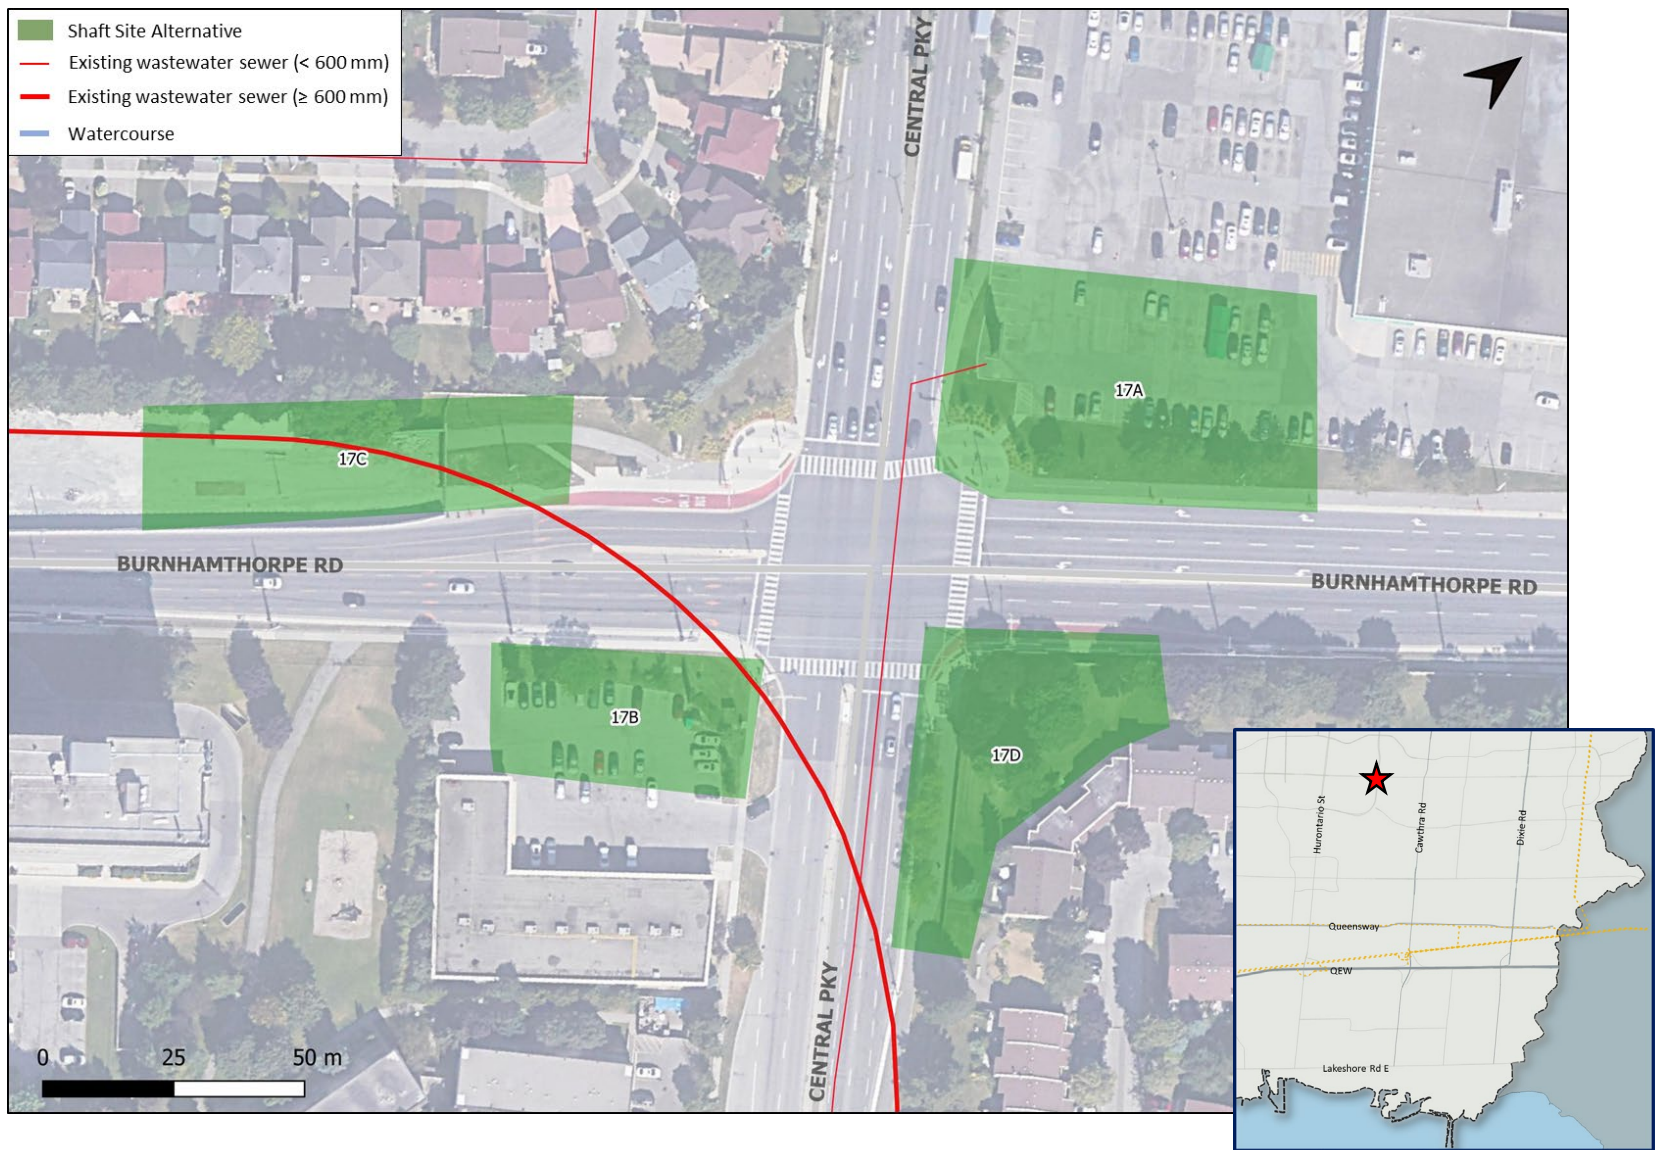 Shaft Site Alternative
Existing wastewater sewer (< 600 mm)
Existing wastewater sewer (≥ 600 mm)
Watercourse
CENTRAL PKY
17A
17C
BURNHAMTHORPE RD
BURNHAMTHORPE RD
17B
17D
CENTRAL PKY
0 25 50 m
Hurontario St
Cawthra Rd
Dixie Rd
Queensway
QEW
Lakeshore Rd E